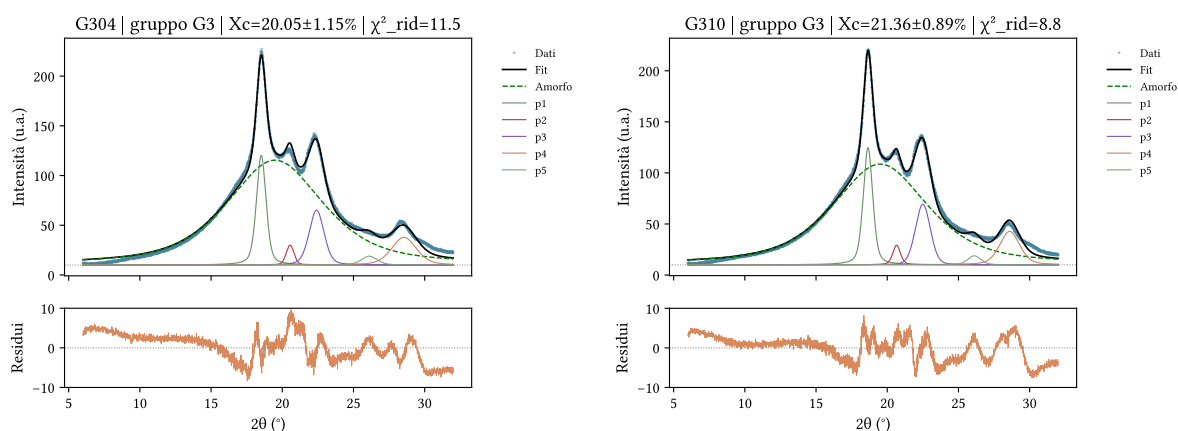 G304 | gruppo G3 | Xc=20.05±1.15% | χ²_rid=11.5
Intensità (u.a.)
200
150
100
50
0
Dati
Fit
Amorfo
p1
p2
p3
p4
p5
Residui
10
0
−10
5
10
15
20
25
30
2θ (°)
G310 | gruppo G3 | Xc=21.36±0.89% | χ²_rid=8.8
Intensità (u.a.)
200
150
100
50
0
Dati
Fit
Amorfo
p1
p2
p3
p4
p5
Residui
10
0
−10
5
10
15
20
25
30
2θ (°)